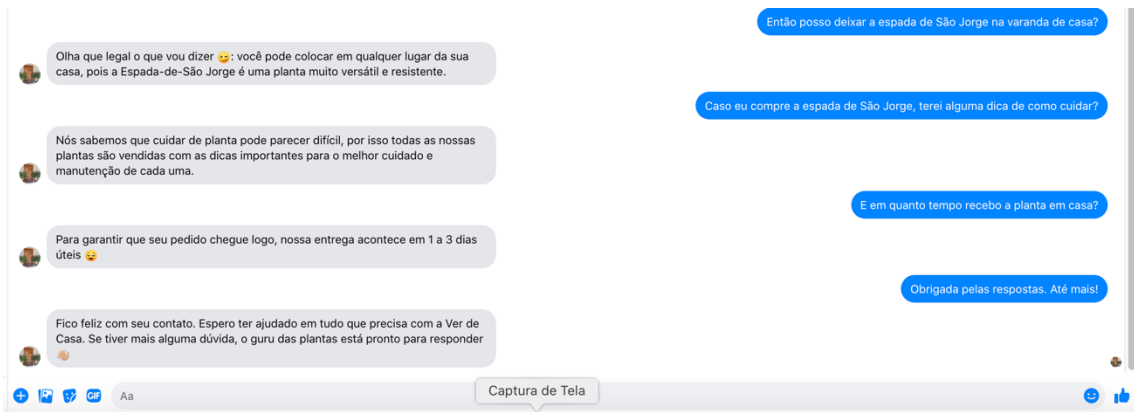 Então posso deixar a espada de São Jorge na varanda de casa?
Olha que legal o que vou dizer 😉: você pode colocar em qualquer lugar da sua
casa, pois a Espada-de-São Jorge é uma planta muito versátil e resistente.
Caso eu compre a espada de São Jorge, terei alguma dica de como cuidar?
Nós sabemos que cuidar de planta pode parecer difícil, por isso todas as nossas
plantas são vendidas com as dicas importantes para o melhor cuidado e
manutenção de cada uma.
E em quanto tempo recebo a planta em casa?
Para garantir que seu pedido chegue logo, nossa entrega acontece em 1 a 3 dias
úteis 😉
Obrigada pelas respostas. Até mais!
Fico feliz com seu contato. Espero ter ajudado em tudo que precisa com a Ver de
Casa. Se tiver mais alguma dúvida, o guru das plantas está pronto para responder
👋🏼
GIF
Aa
Captura de Tela